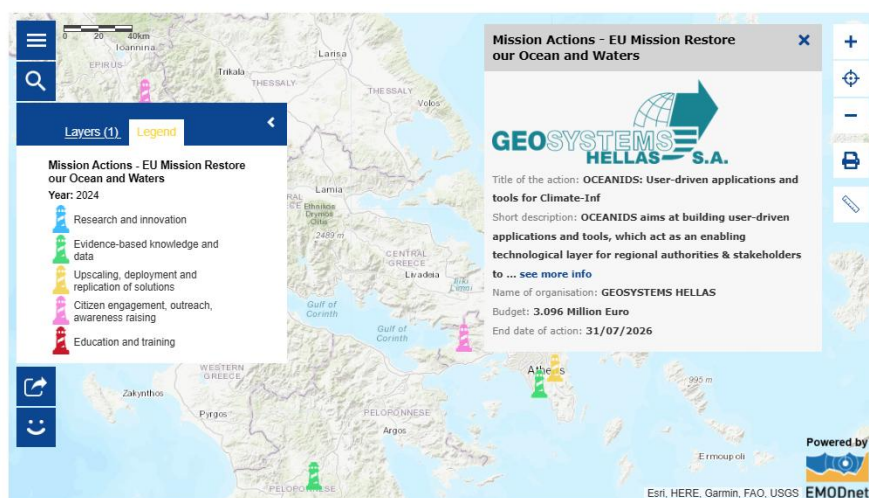 0 20 40km
Ioannina
EPIRUS
Larisa
Trikala
THESSALY
THESSALY
Volos
Layers (1) Legend
Mission Actions - EU Mission Restore
our Ocean and Waters
Year: 2024
Research and innovation
Evidence-based knowledge and
data
Upscaling, deployment and
replication of solutions
Citizen engagement, outreach,
awareness raising
Education and training
Lamia
Ethnikos
Drymos
2489 m
CENTRAL
GREECE
Livadeia
Gulf of
Corinth
Gulf of
Corinth
WESTERN
GREECE
Zakynthos
Pyrgos
PELOPONNESE
Argos
Athens
995 m
Ermoupoli
PELOPONNESE
Mission Actions - EU Mission Restore
our Ocean and Waters
GEOSYSTEMS
HELLAS S.A.
Title of the action: OCEANIDS: User-driven applications and
tools for Climate-Inf
Short description: OCEANIDS aims at building user-driven
applications and tools, which act as an enabling
technological layer for regional authorities & stakeholders
to ... see more info
Name of organisation: GEOSYSTEMS HELLAS
Budget: 3.096 Million Euro
End date of action: 31/07/2026
Powered by
EMODnet
Esri, HERE, Garmin, FAO, USGS